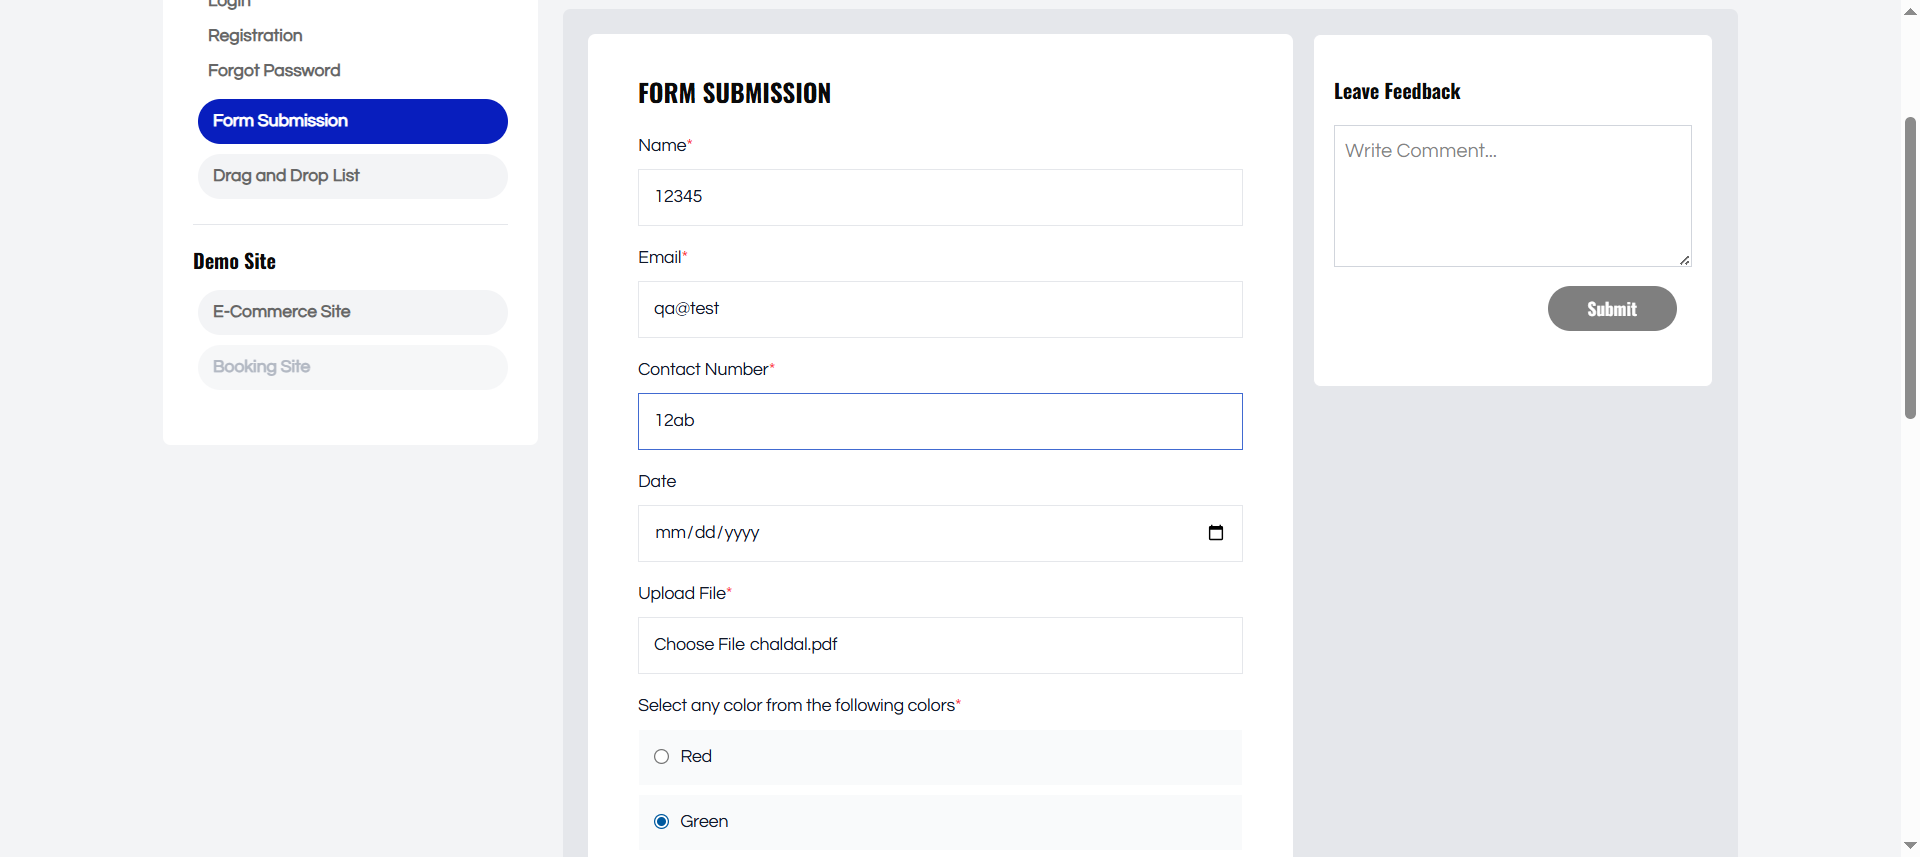 Login
Registration
Forgot Password
Form Submission
Drag and Drop List
Demo Site
E-Commerce Site
Booking Site
FORM SUBMISSION
Name*
12345
Email*
qa@test
Contact Number*
12ab
Date
mm/dd/yyyy
Upload File*
Choose File chaldal.pdf
Select any color from the following colors*
Red
Green
Leave Feedback
Write Comment...
Submit